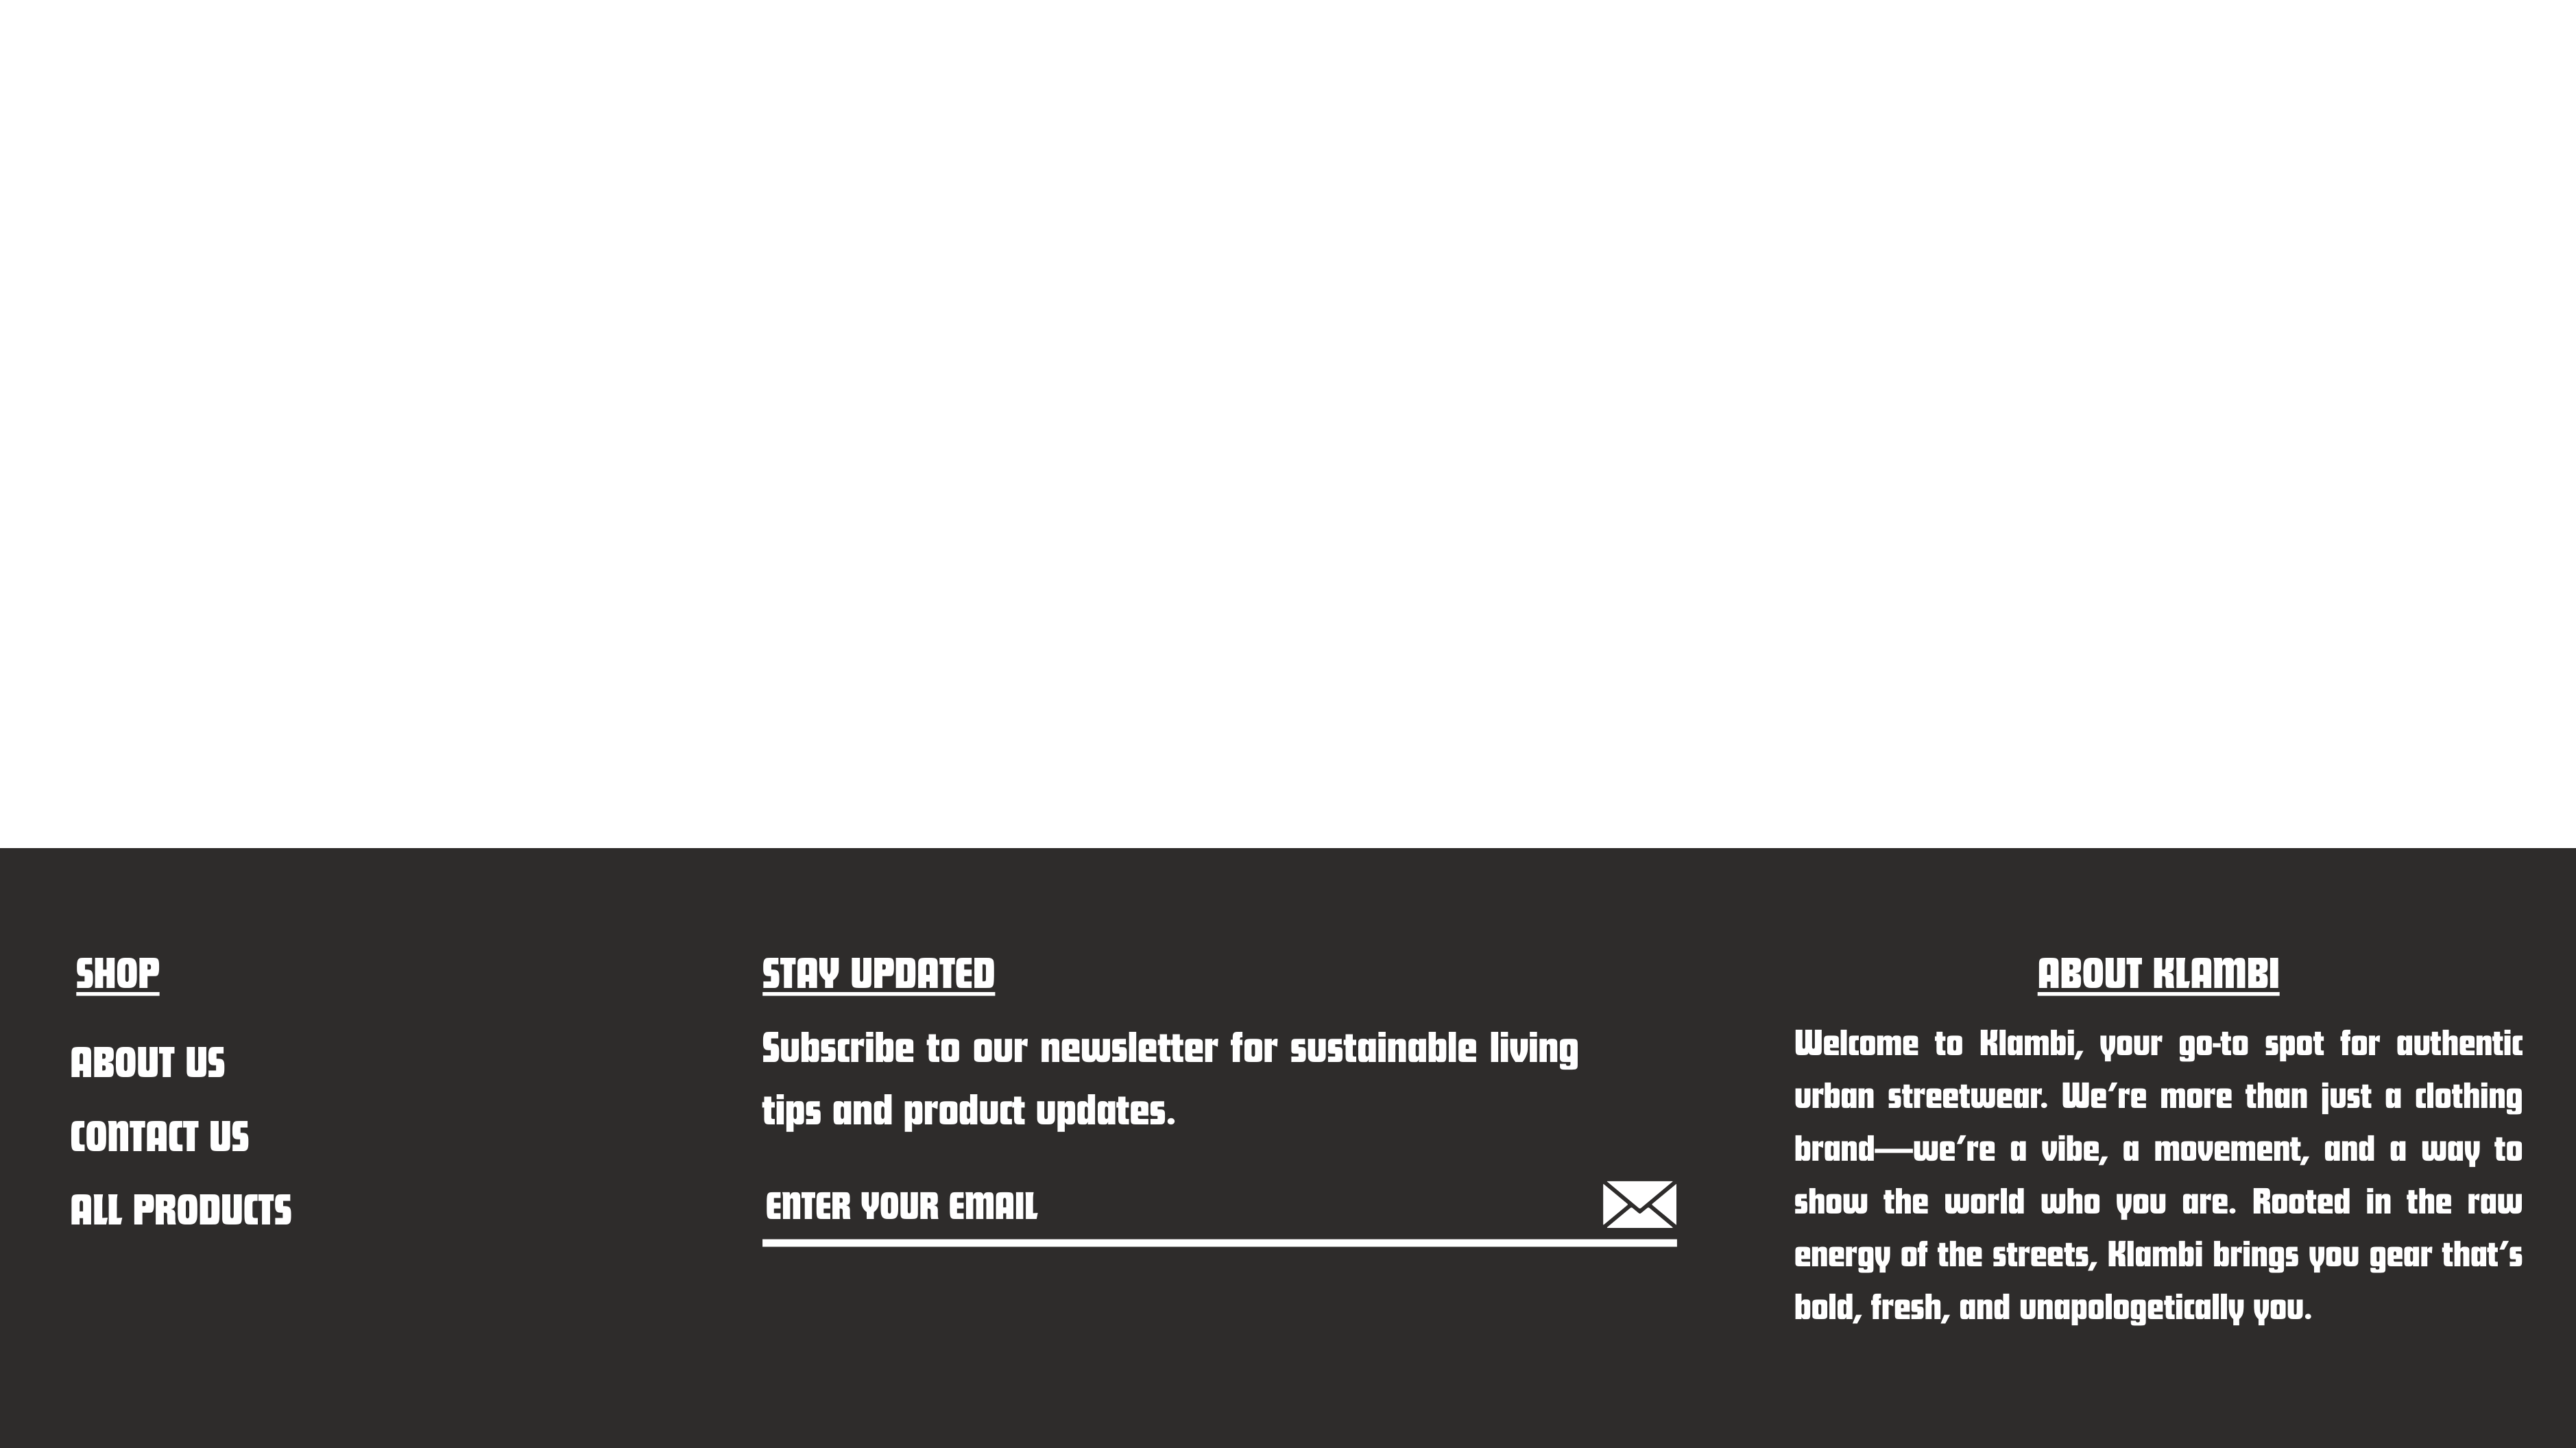 SHOP
ABOUT US
CONTACT US
ALL PRODUCTS
STAY UPDATED
Subscribe to our newsletter for sustainable living
tips and product updates.
ENTER YOUR EMAIL
ABOUT KLAMBI
Welcome to Klambi, your go-to spot for authentic
urban streetwear. We’re more than just a clothing
brand—we’re a vibe, a movement, and a way to
show the world who you are. Rooted in the raw
energy of the streets, Klambi brings you gear that’s
bold, fresh, and unapologetically you.